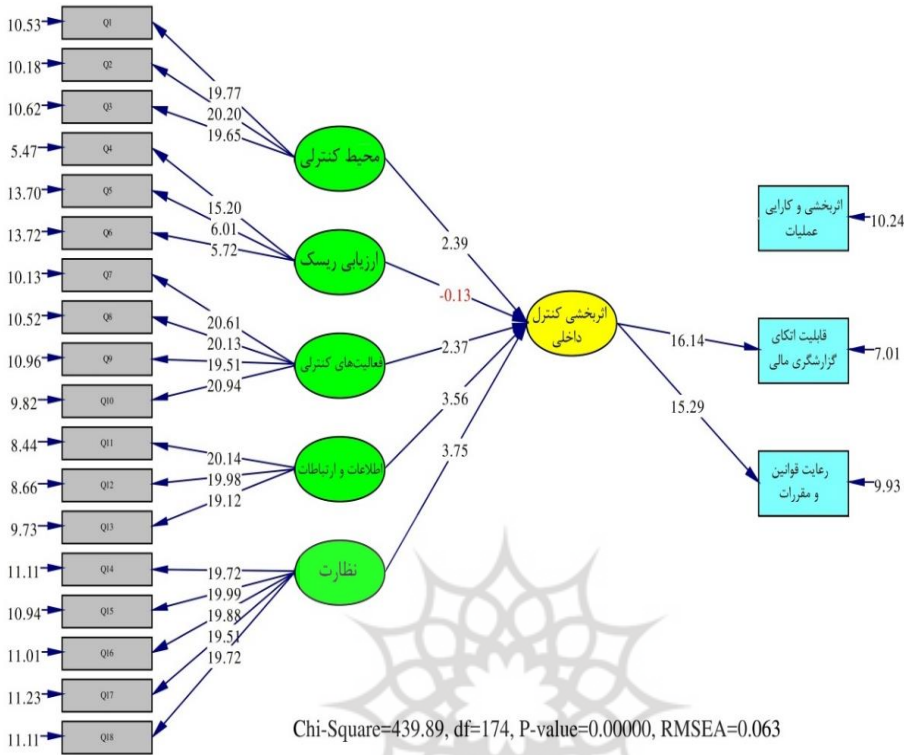 10.53
Q1
10.18
Q2
10.62
Q3
5.47
Q4
13.70
Q5
13.72
Q6
10.13
Q7
10.52
Q8
10.96
Q9
9.82
Q10
8.44
Q11
8.66
Q12
9.73
Q13
11.11
Q14
10.94
Q15
11.01
Q16
11.23
Q17
11.11
Q18
19.77
20.20
19.65
15.20
6.01
5.72
20.61
20.13
19.51
20.94
20.14
19.98
19.12
19.72
19.99
19.88
19.51
19.72
محیط کنترلی
ارزیابی ریسک
فعالیت‌های کنترلی
اطلاعات و ارتباطات
نظارت
2.39
-0.13
2.37
3.56
3.75
اثربخشی کنترل
داخلی
16.14
15.29
اثربخشی و کارایی
عملیات
10.24
قابلیت اتکای
گزارشگری مالی
7.01
رعایت قوانین
و مقررات
9.93
Chi-Square=439.89, df=174, P-value=0.00000, RMSEA=0.063